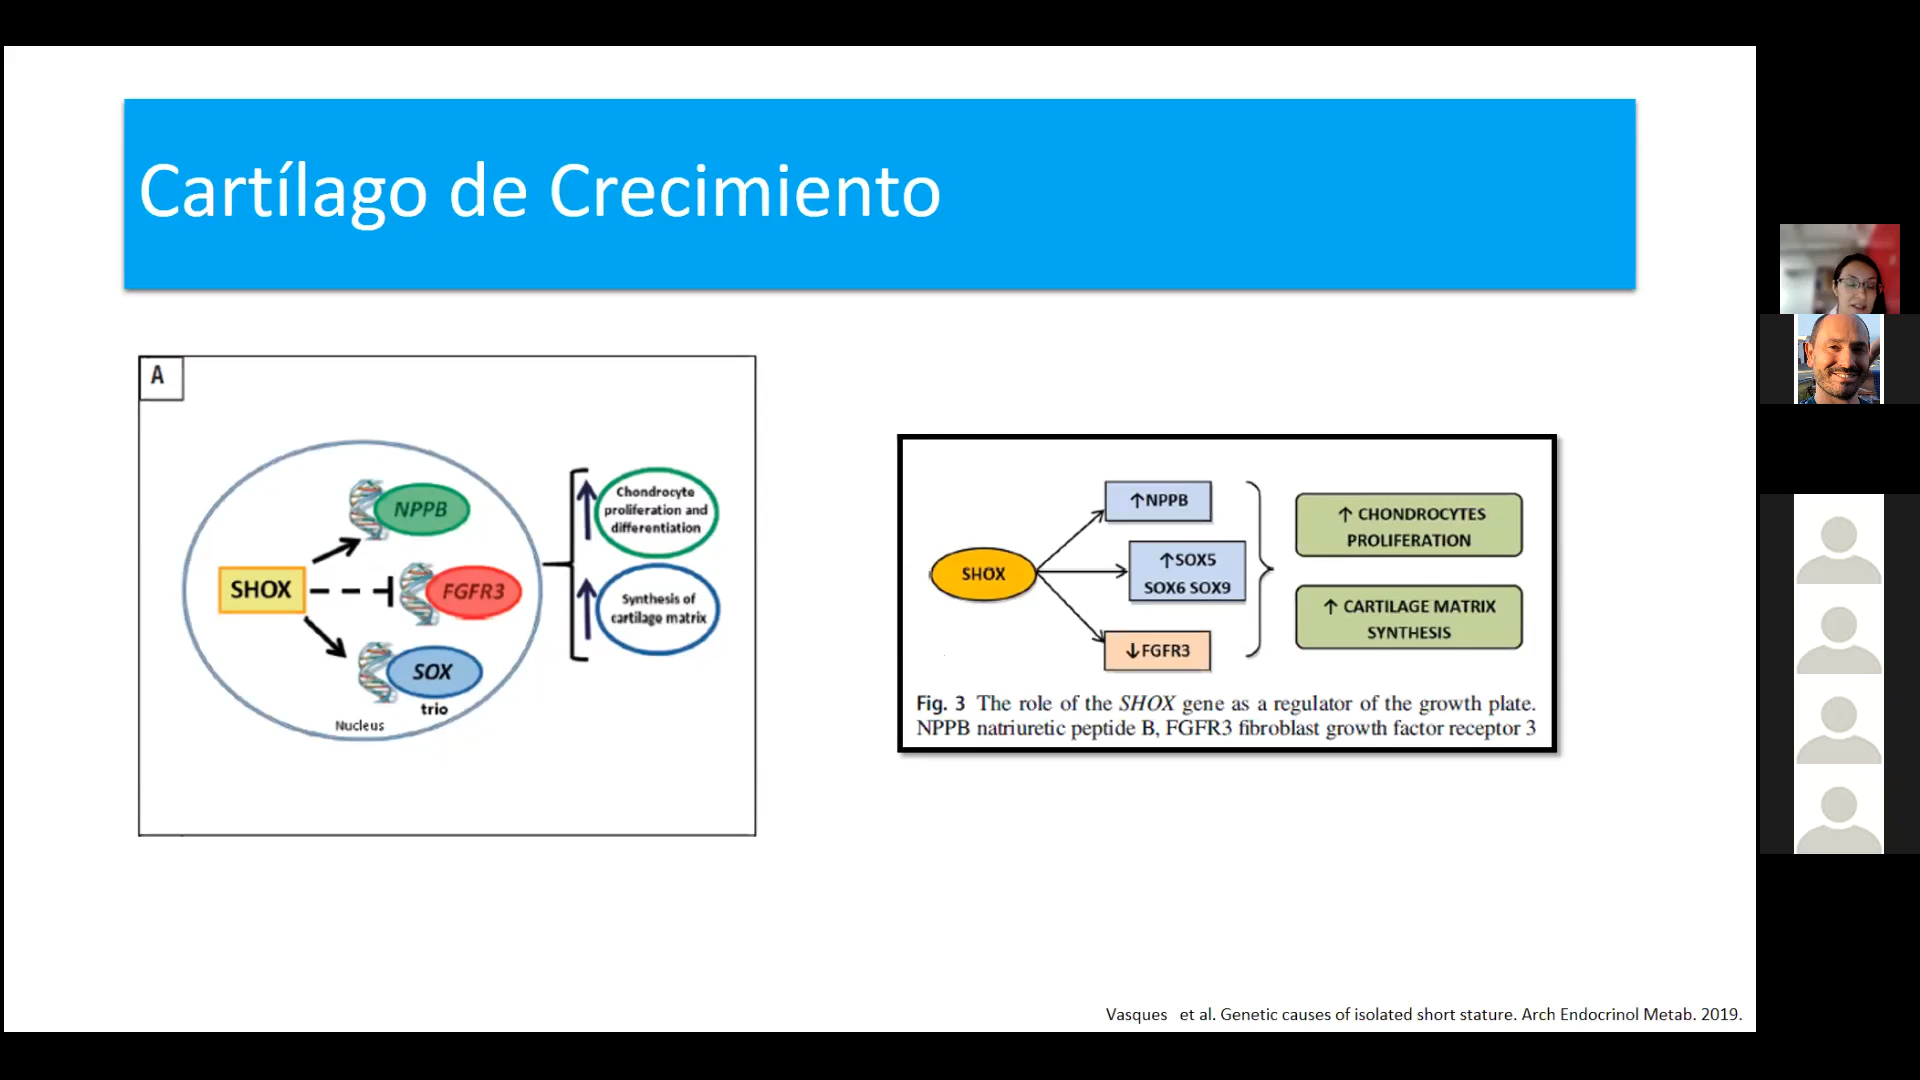 Cartílago de Crecimiento
A
NPPB
SHOX
FGFR3
SOX
trio
Nucleus
Chondrocyte
proliferation and
differentiation
Synthesis of
cartilage matrix
SHOX
↑NPPB
↑SOX5
SOX6 SOX9
↓FGFR3
↑ CHONDROCYTES
PROLIFERATION
↑ CARTILAGE MATRIX
SYNTHESIS
Fig. 3 The role of the SHOX gene as a regulator of the growth plate.
NPPB natriuretic peptide B, FGFR3 fibroblast growth factor receptor 3
Vasques et al. Genetic causes of isolated short stature. Arch Endocrinol Metab. 2019.